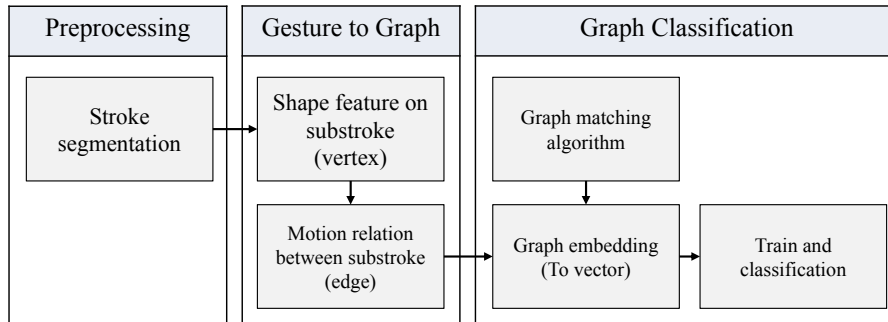 Preprocessing
Stroke
segmentation
Gesture to Graph
Shape feature on
substroke
(vertex)
Motion relation
between substroke
(edge)
Graph Classification
Graph matching
algorithm
Graph embedding
(To vector)
Train and
classification